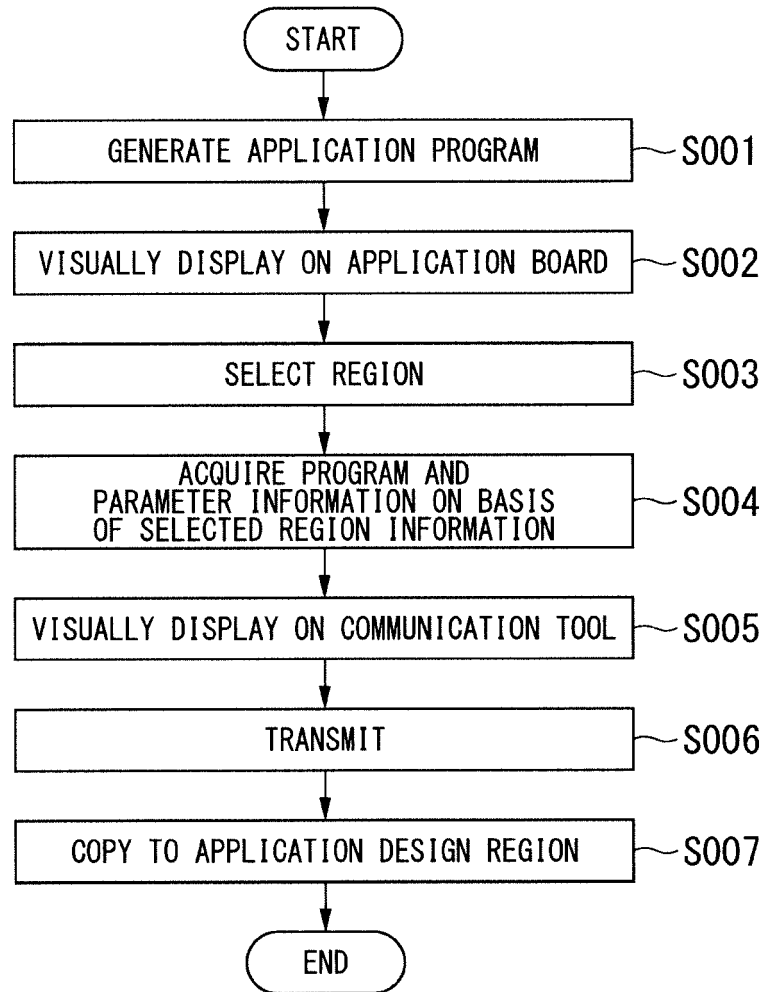 START
GENERATE APPLICATION PROGRAM
S001
VISUALLY DISPLAY ON APPLICATION BOARD
S002
SELECT REGION
S003
ACQUIRE PROGRAM AND
PARAMETER INFORMATION ON BASIS
OF SELECTED REGION INFORMATION
S004
VISUALLY DISPLAY ON COMMUNICATION TOOL
S005
TRANSMIT
S006
COPY TO APPLICATION DESIGN REGION
S007
END